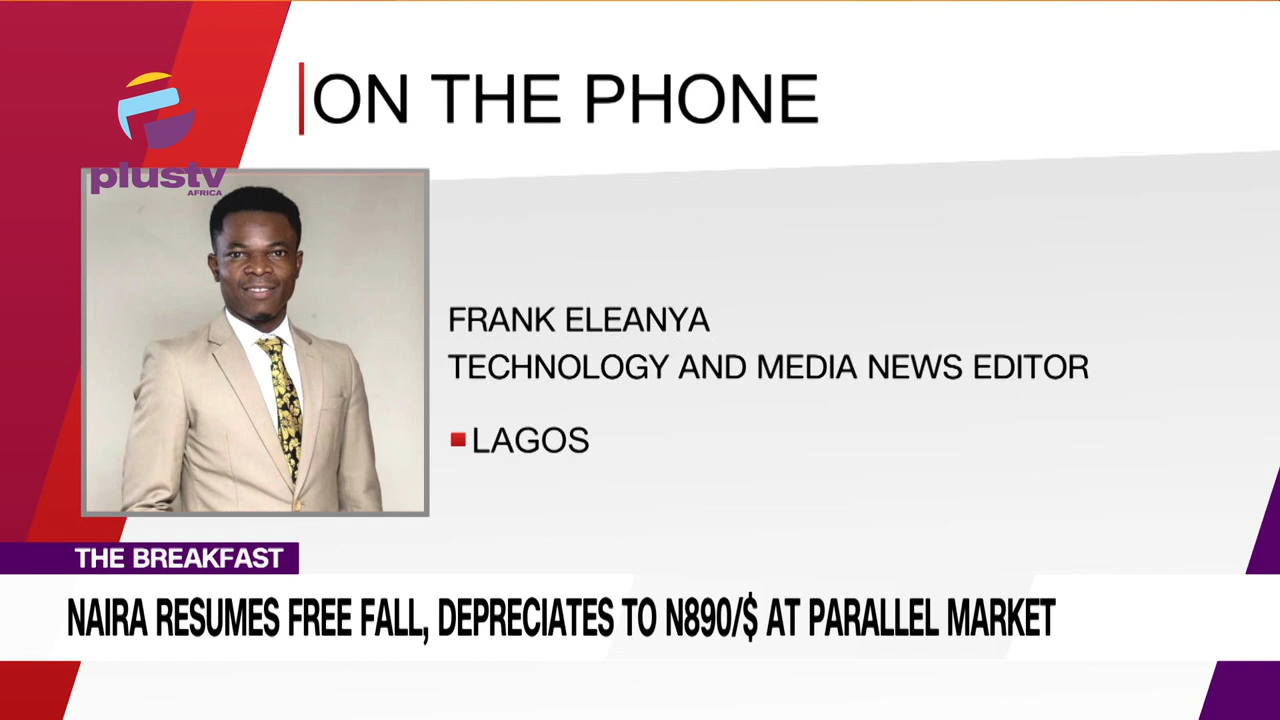 ON THE PHONE
plustv
AFRICA
FRANK ELEANYA
TECHNOLOGY AND MEDIA NEWS EDITOR
LAGOS
THE BREAKFAST
NAIRA RESUMES FREE FALL, DEPRECIATES TO N890/$ AT PARALLEL MARKET